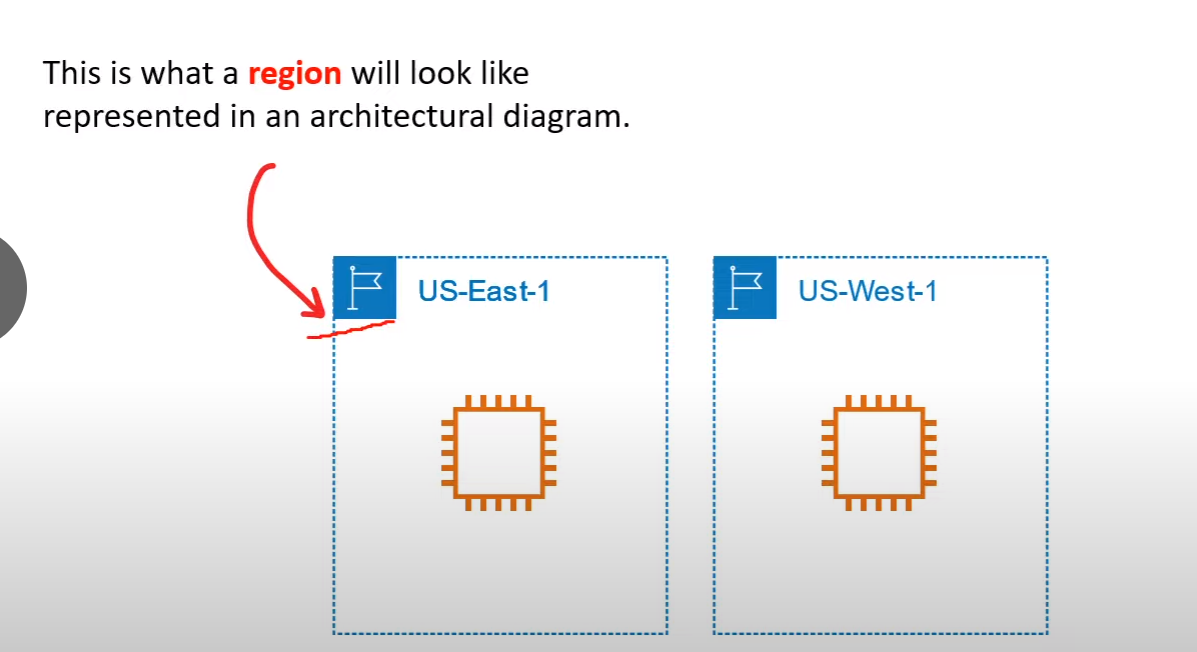 This is what a region will look like
represented in an architectural diagram.
US-East-1
US-West-1